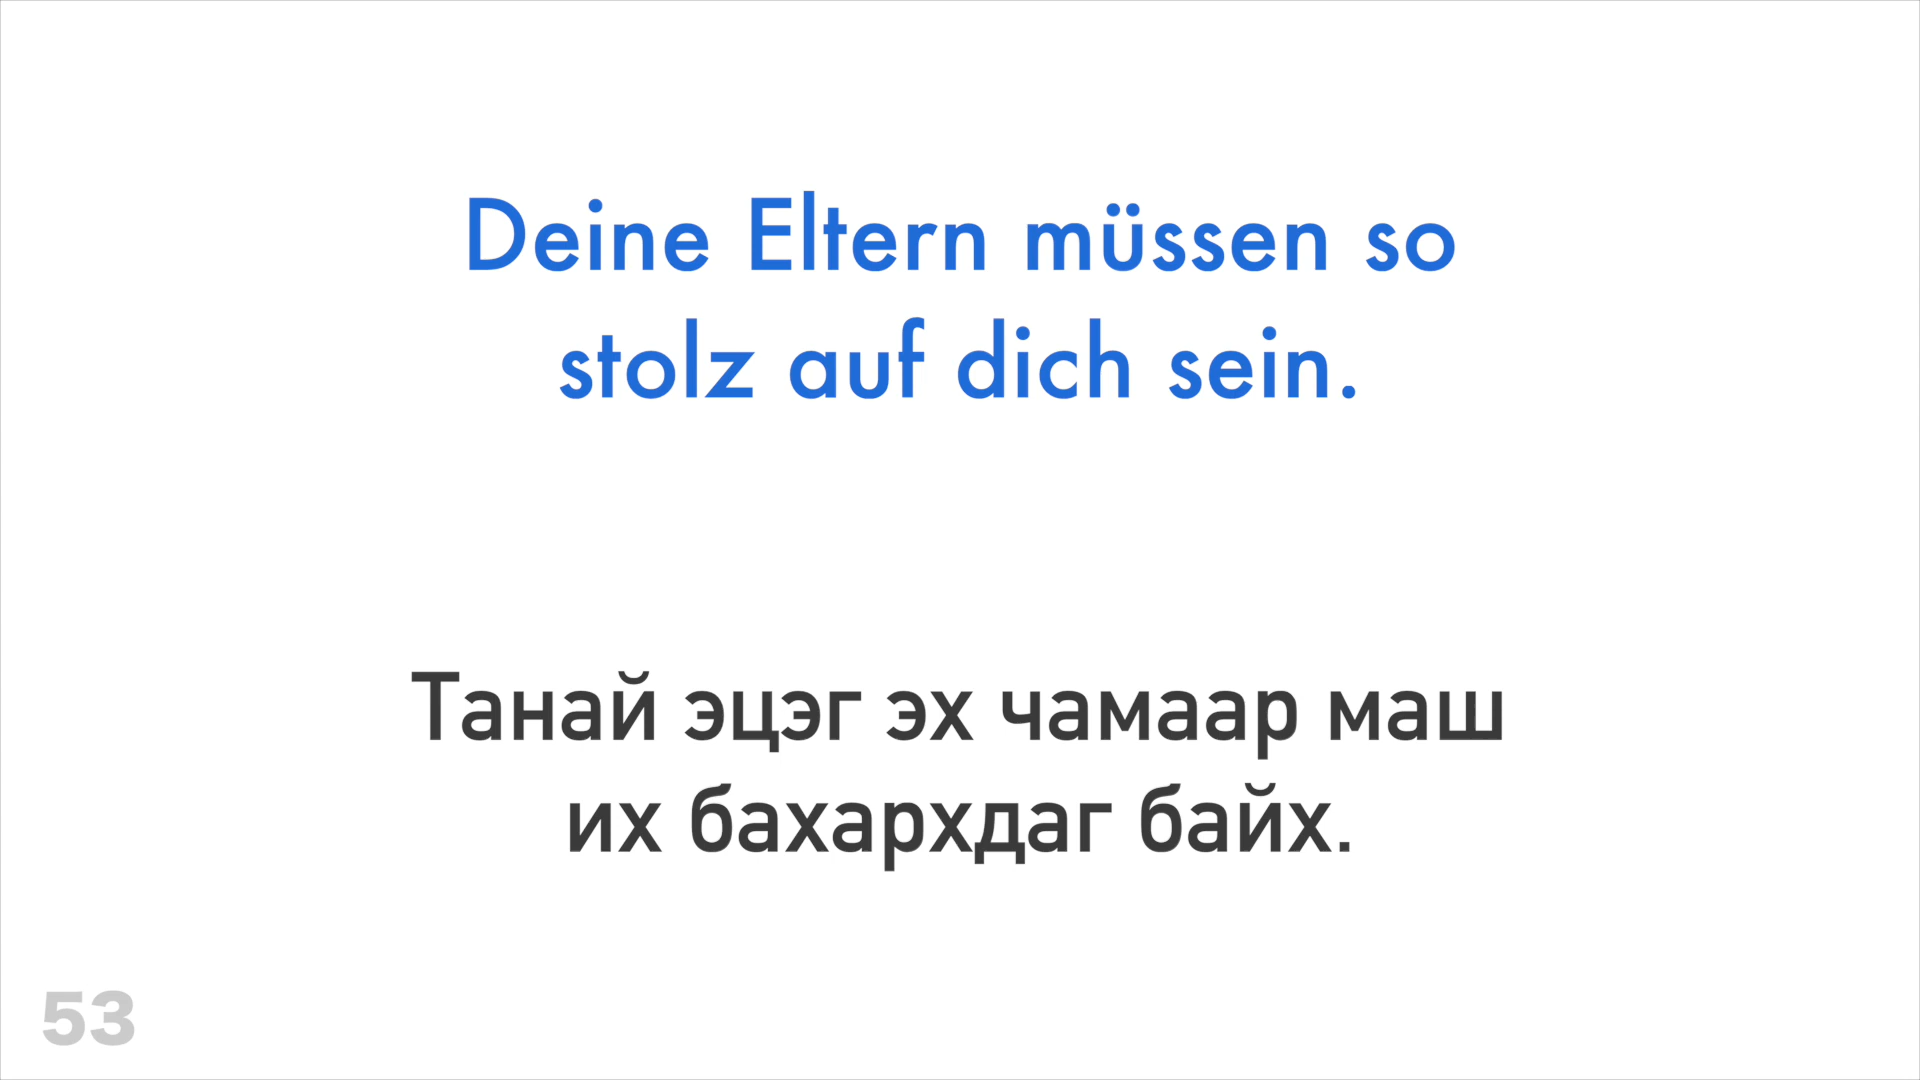 Deine Eltern müssen so
stolz auf dich sein.
Танай эцэг эх чамаар маш
их бахархдаг байх.
53